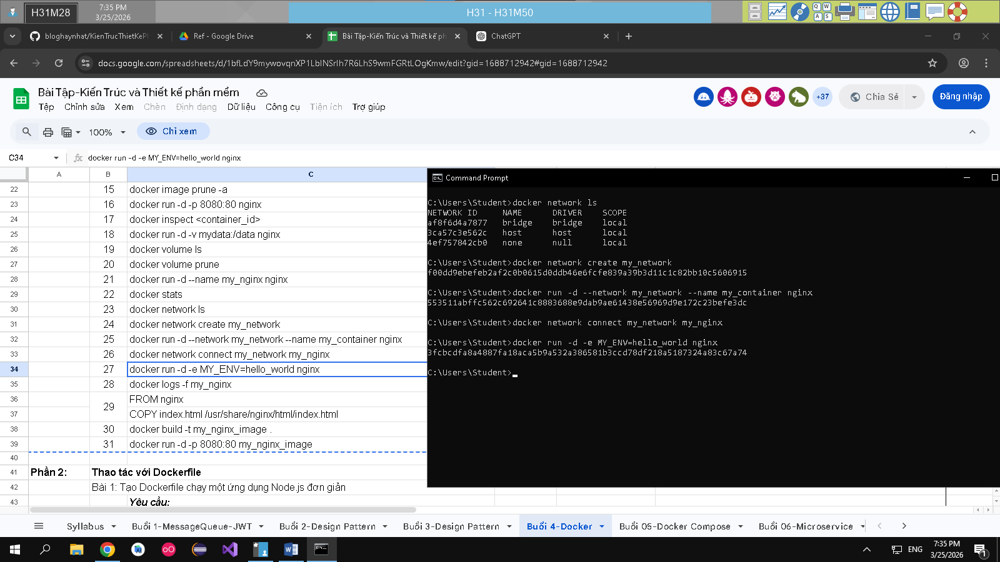 H31M28
7:35 PM
3/25/2026
H31 - H31M50
bloghaynhat/KienTrucThietKePh
Ref - Google Drive
Bài Tập-Kiến Trúc và Thiết kế ph
ChatGPT
docs.google.com/spreadsheets/d/1bfLdY9mywovqnXP1LbINSrIh7R6LhS9wmFGRtLOgKmw/edit?gid=1688712942#gid=1688712942
Bài Tập-Kiến Trúc và Thiết kế phần mềm
Tệp Chỉnh sửa Xem Chèn Định dạng Dữ liệu Công cụ Tiện ích Trợ giúp
+37
Chia Sẻ
Đăng nhập
100%
Chỉ xem
C34
docker run -d -e MY_ENV=hello_world nginx
A B C
22 15 docker image prune -a
23 16 docker run -d -p 8080:80 nginx
24 17 docker inspect <container_id>
25 18 docker run -d -v mydata:/data nginx
26 19 docker volume ls
27 20 docker volume prune
28 21 docker run -d --name my_nginx nginx
29 22 docker stats
30 23 docker network ls
31 24 docker network create my_network
32 25 docker run -d --network my_network --name my_container nginx
33 26 docker network connect my_network my_nginx
34 27 docker run -d -e MY_ENV=hello_world nginx
35 28 docker logs -f my_nginx
36 29 FROM nginx
37 COPY index.html /usr/share/nginx/html/index.html
38 30 docker build -t my_nginx_image .
39 31 docker run -d -p 8080:80 my_nginx_image
40
41 Phần 2: Thao tác với Dockerfile
42 Bài 1: Tạo Dockerfile chạy một ứng dụng Node.js đơn giản
43 Yêu cầu:
Command Prompt
C:\Users\Student>docker network ls
NETWORK ID NAME DRIVER SCOPE
af8f6d4a7877 bridge bridge local
3ca57c3e562c host host local
4ef757842cb0 none null local
C:\Users\Student>docker network create my_network
f00dd9ebefeb2af2c0b0615d0ddb46e6fcfe839a39b3d11c1c82bb10c5606915
C:\Users\Student>docker run -d --network my_network --name my_container nginx
553511abffc562c692641c8883688e9dab9ae61438e56969d9e172c23befe3dc
C:\Users\Student>docker network connect my_network my_nginx
C:\Users\Student>docker run -d -e MY_ENV=hello_world nginx
3fcbcdfa8a4887fa18aca5b9a532a386581b3ccd78df218a5187324a83c67a74
C:\Users\Student>
Syllabus
Buổi 1-MessageQueue-JWT
Buổi 2-Design Pattern
Buổi 3-Design Pattern
Buổi 4-Docker
Buổi 05-Docker Compose
Buổi 06-Microservice
ENG
7:35 PM
3/25/2026
1